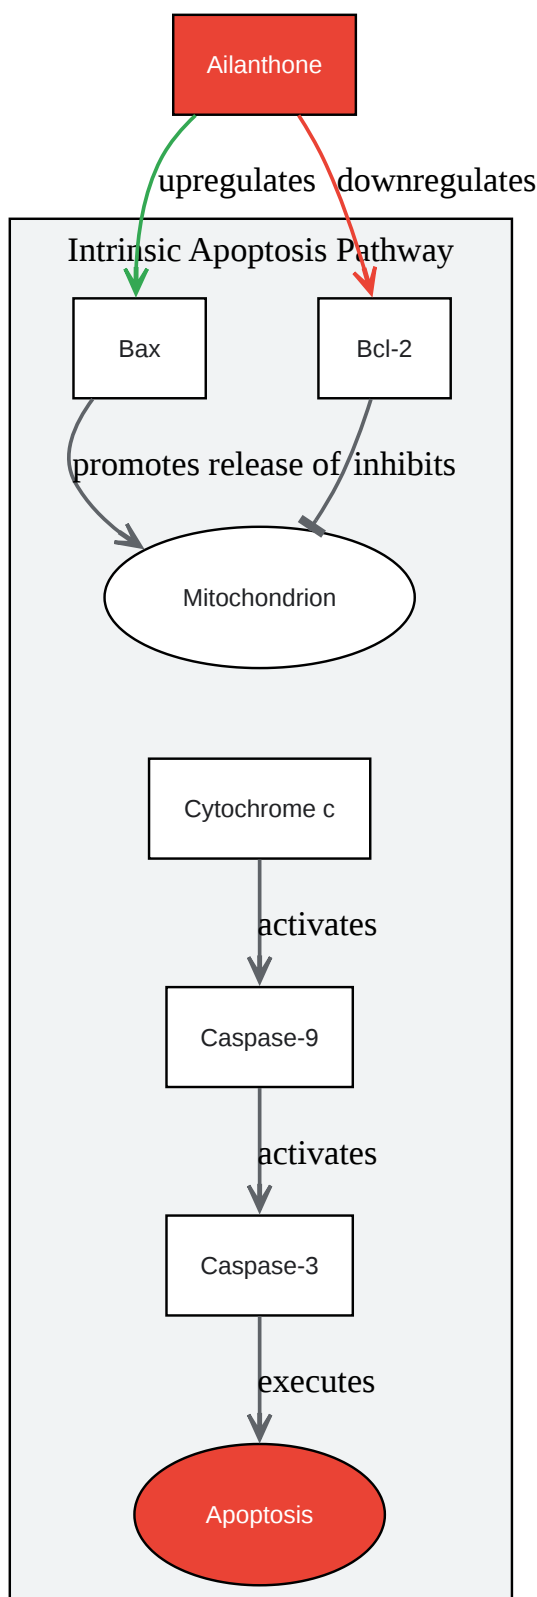 Ailanthone
upregulates downregulates
Intrinsic Apoptosis Pathway
Bax Bcl-2
promotes release of inhibits
Mitochondrion
Cytochrome c
activates
Caspase-9
activates
Caspase-3
executes
Apoptosis